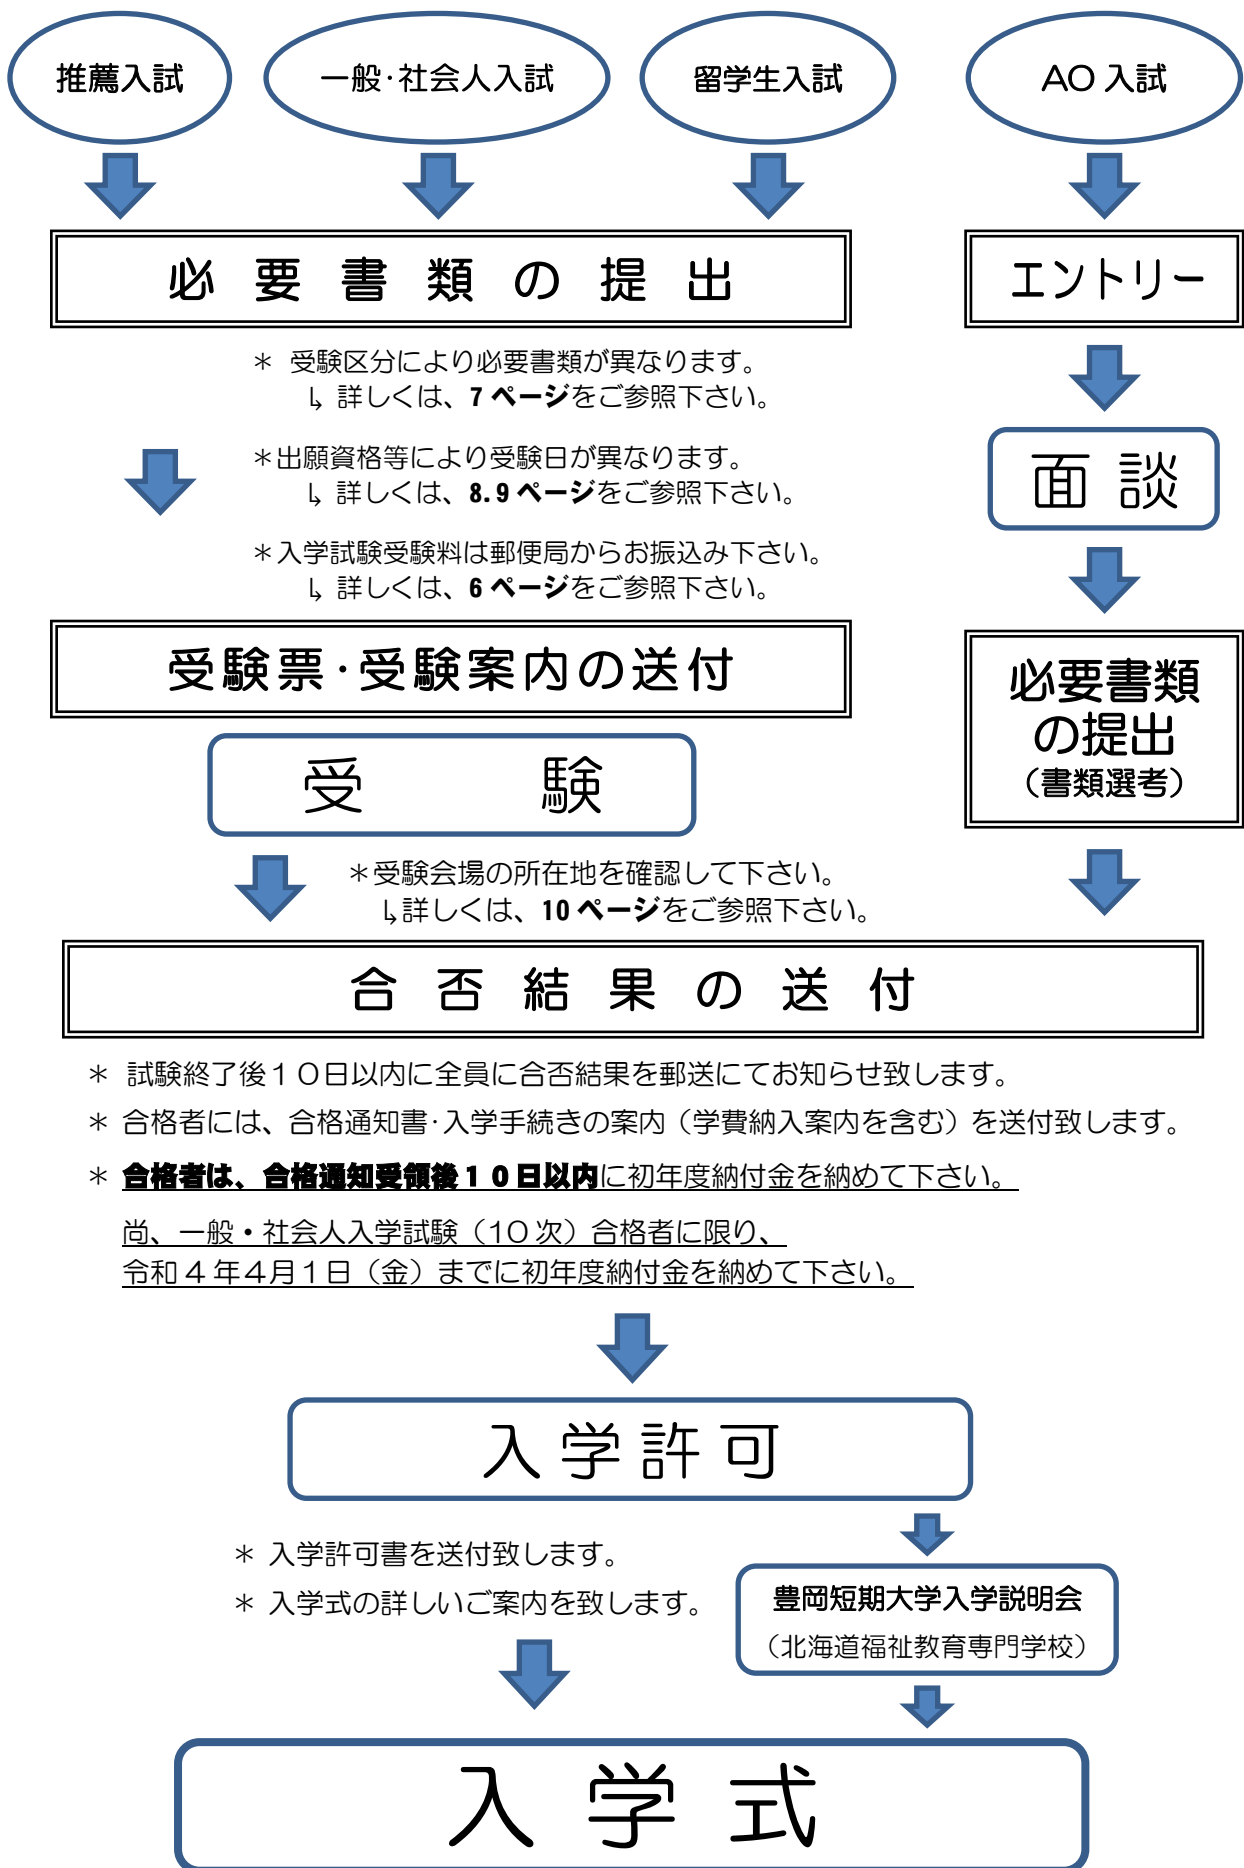 推薦入試
一般･社会人入試
留学生入試
AO 入試
必要書類の提出
エントリー
＊ 受験区分により必要書類が異なります。
↳ 詳しくは、7 ページをご参照下さい。
＊出願資格等により受験日が異なります。
↳ 詳しくは、8.9 ページをご参照下さい。
＊入学試験受験料は郵便局からお振込み下さい。
↳ 詳しくは、6 ページをご参照下さい。
面 談
受験票･受験案内の送付
必要書類
の提出
（書類選考）
受 験
＊受験会場の所在地を確認して下さい。
↳詳しくは、10 ページをご参照下さい。
合否結果の送付
＊ 試験終了後１０日以内に全員に合否結果を郵送にてお知らせ致します。
＊ 合格者には、合格通知書･入学手続きの案内（学費納入案内を含む）を送付致します。
＊ 合格者は、合格通知受領後１０日以内に初年度納付金を納めて下さい。
尚、一般・社会人入学試験（10 次）合格者に限り、
令和 4 年４月１日（金）までに初年度納付金を納めて下さい。
入学許可
＊ 入学許可書を送付致します。
＊ 入学式の詳しいご案内を致します。
豊岡短期大学入学説明会
（北海道福祉教育専門学校）
入学式